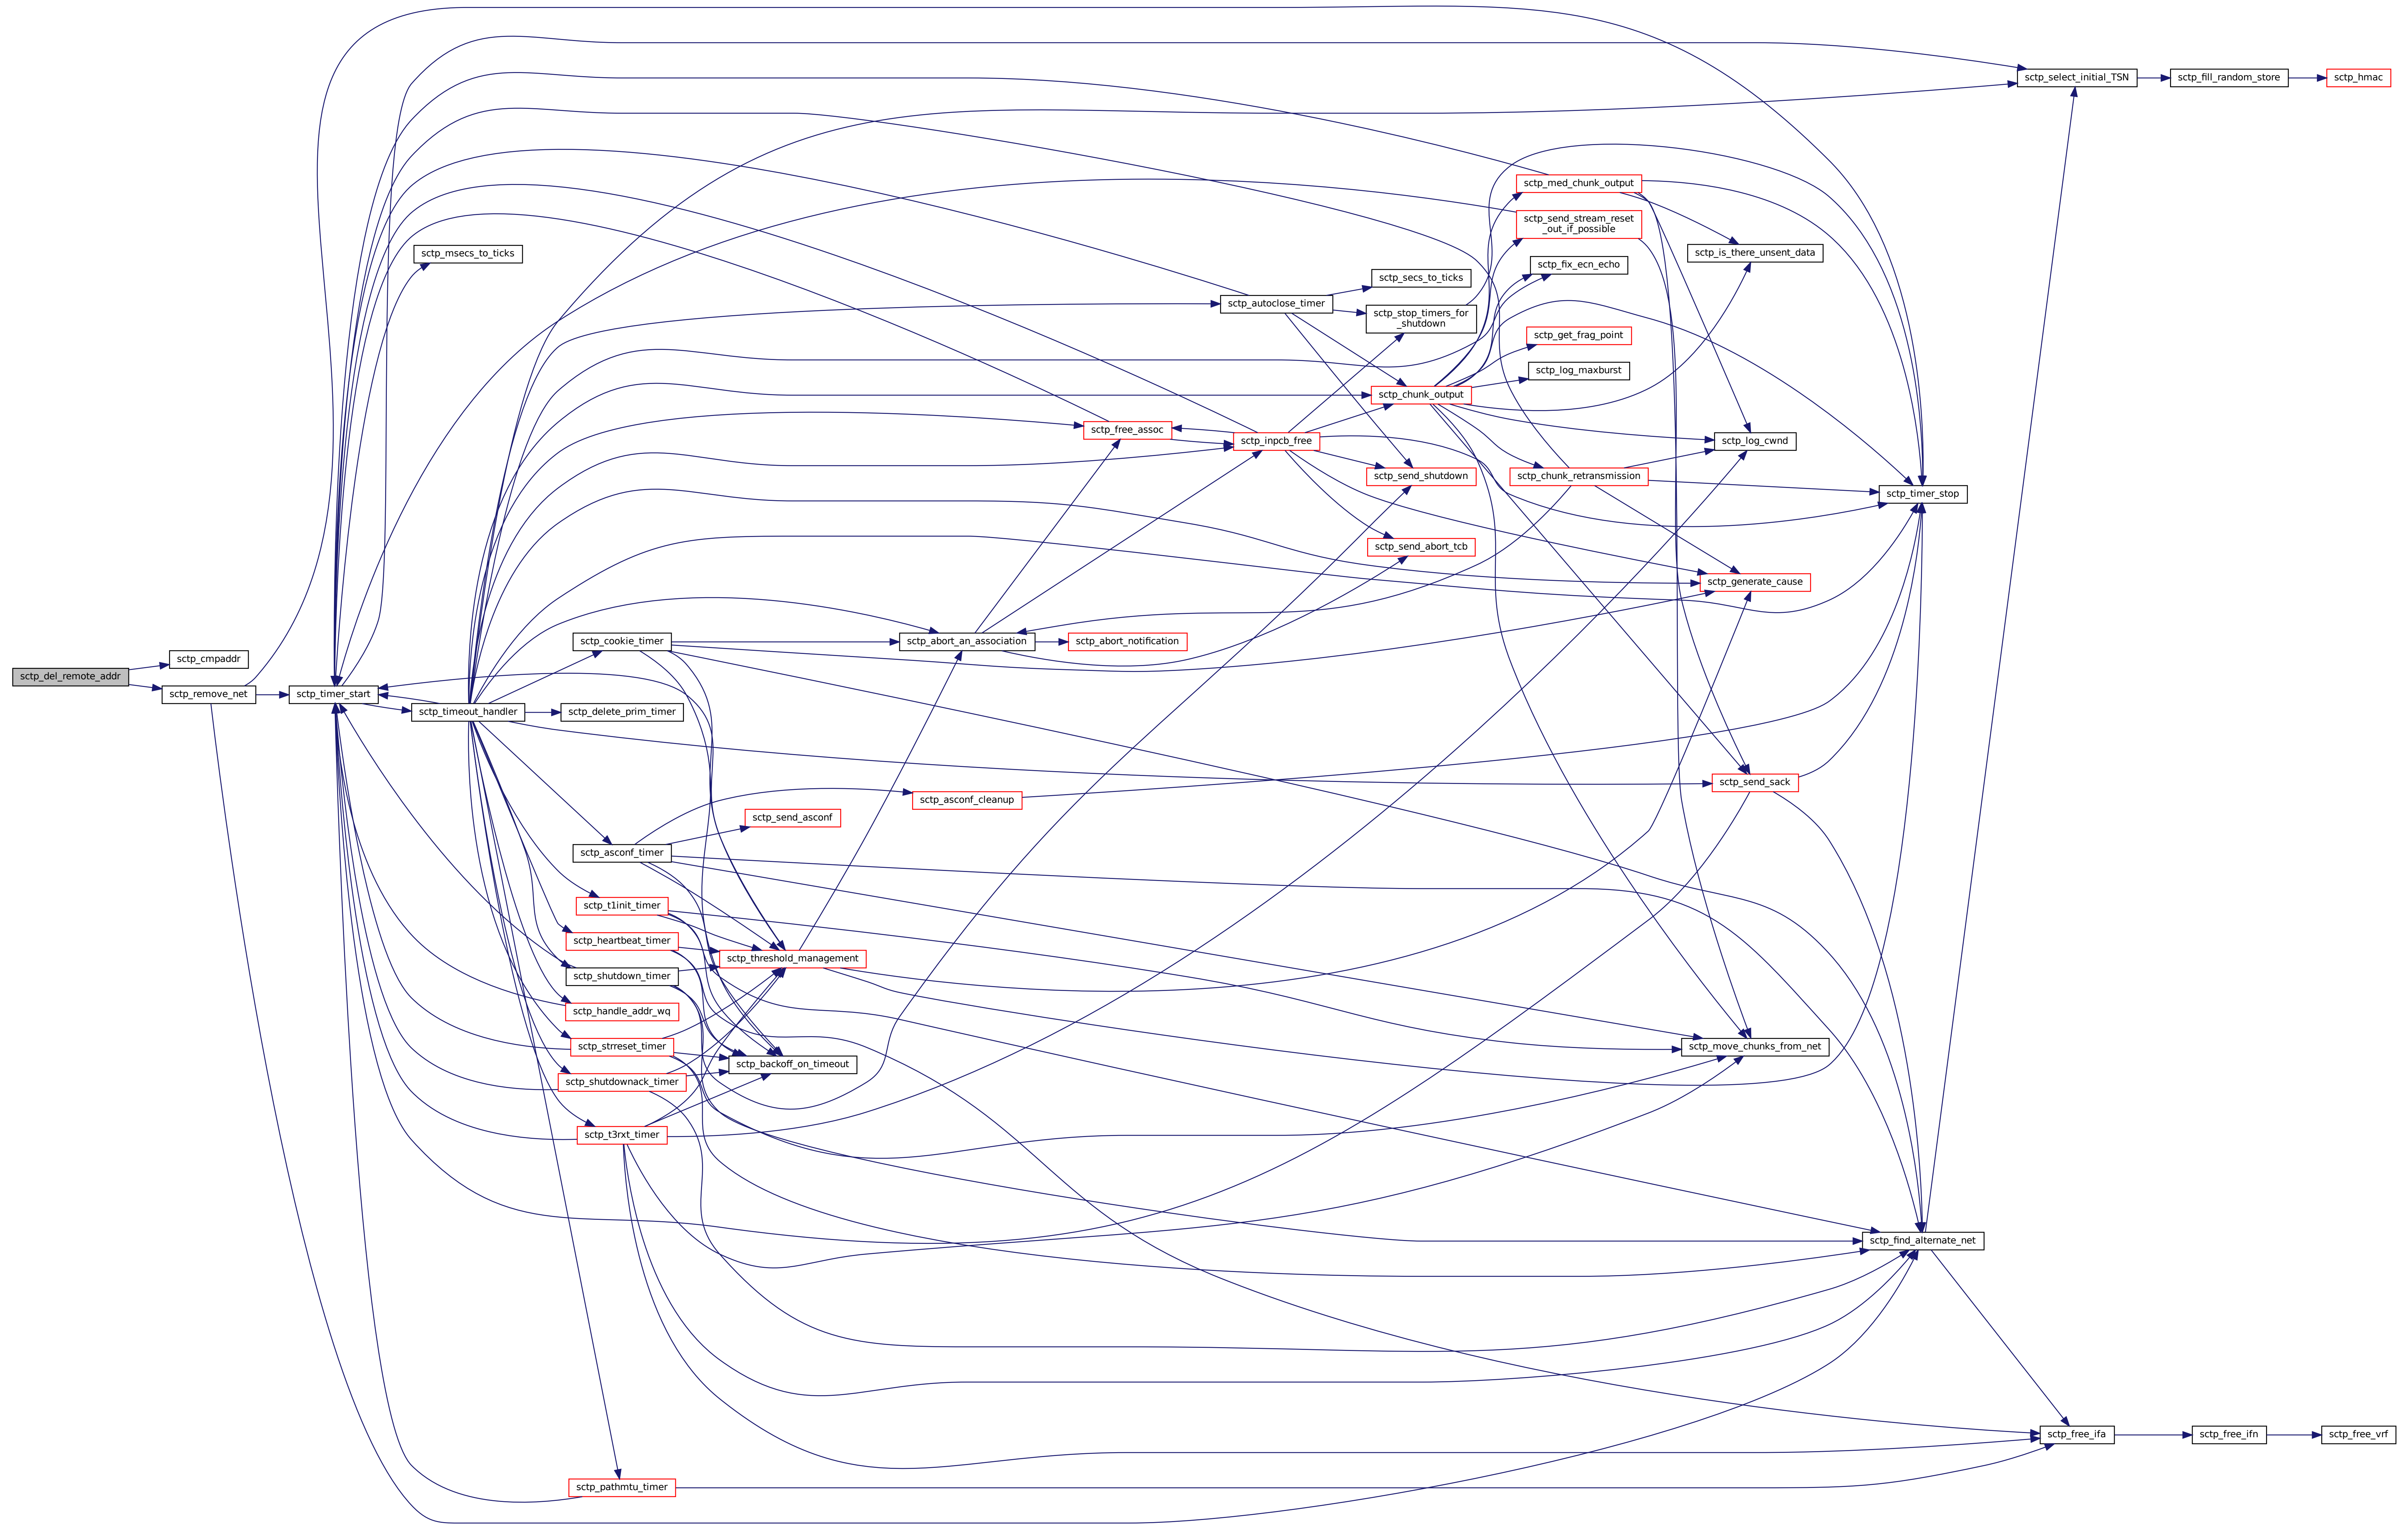 sctp_select_initial_TSN
sctp_fill_random_store
sctp_hmac
sctp_med_chunk_output
sctp_send_stream_reset
_out_if_possible
sctp_msecs_to_ticks
sctp_is_there_unsent_data
sctp_fix_ecn_echo
sctp_secs_to_ticks
sctp_autoclose_timer
sctp_stop_timers_for
_shutdown
sctp_get_frag_point
sctp_log_maxburst
sctp_chunk_output
sctp_free_assoc
sctp_inpcb_free
sctp_log_cwnd
sctp_send_shutdown
sctp_chunk_retransmission
sctp_timer_stop
sctp_send_abort_tcb
sctp_generate_cause
sctp_cookie_timer
sctp_abort_an_association
sctp_abort_notification
sctp_cmpaddr
sctp_del_remote_addr
sctp_remove_net
sctp_timer_start
sctp_timeout_handler
sctp_delete_prim_timer
sctp_send_sack
sctp_asconf_cleanup
sctp_send_asconf
sctp_asconf_timer
sctp_t1init_timer
sctp_heartbeat_timer
sctp_threshold_management
sctp_shutdown_timer
sctp_handle_addr_wq
sctp_strreset_timer
sctp_move_chunks_from_net
sctp_backoff_on_timeout
sctp_shutdownack_timer
sctp_t3rxt_timer
sctp_find_alternate_net
sctp_free_ifa
sctp_free_ifn
sctp_free_vrf
sctp_pathmtu_timer